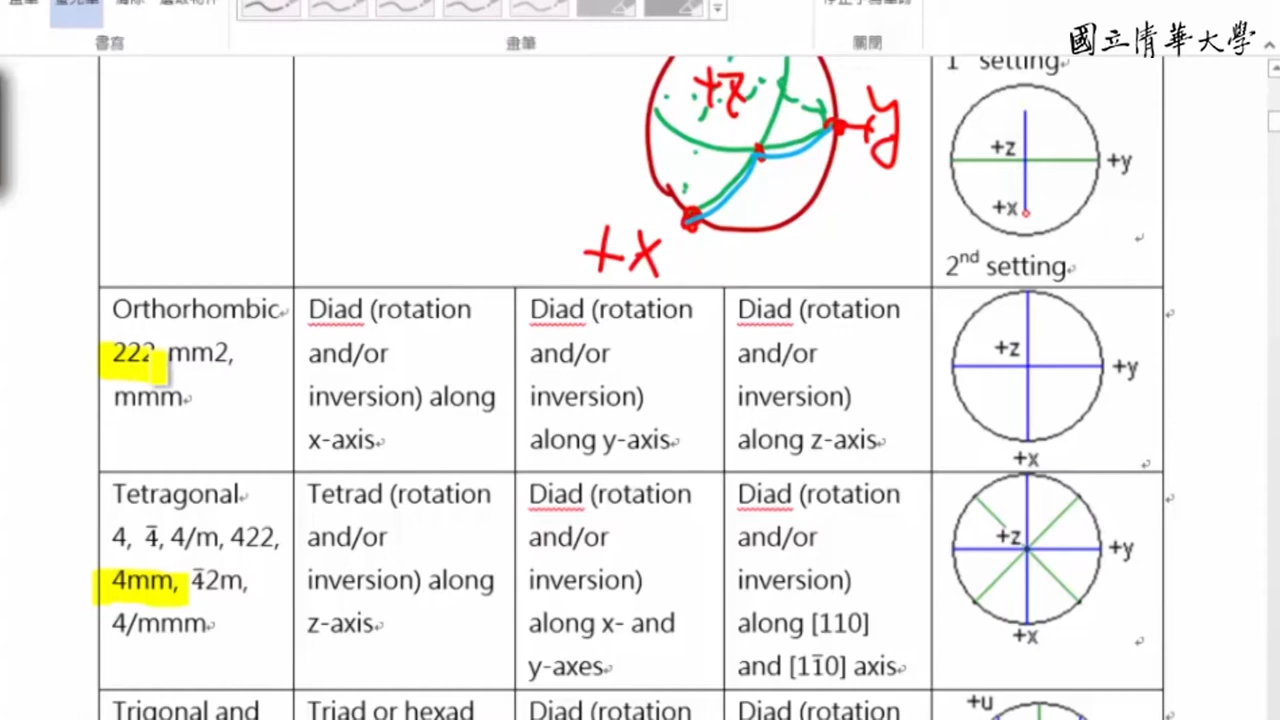 書寫
畫筆
關閉
國立清華大學
+z
+y
+x
setting
+z
+y
+x
2nd setting
Orthorhombic
222, mm2,
mmm
Diad (rotation
and/or
inversion) along
x-axis
Diad (rotation
and/or
inversion)
along y-axis
Diad (rotation
and/or
inversion)
along z-axis
+z
+y
+x
Tetragonal
4, 4̅, 4/m, 422,
4mm, 4̅2m,
4/mmm
Tetrad (rotation
and/or
inversion) along
z-axis
Diad (rotation
and/or
inversion)
along x- and
y-axes
Diad (rotation
and/or
inversion)
along [110]
and [11̅0] axis
+z
+y
+x
Trigonal and
Triad or hexad
Diad (rotation
Diad (rotation
+u